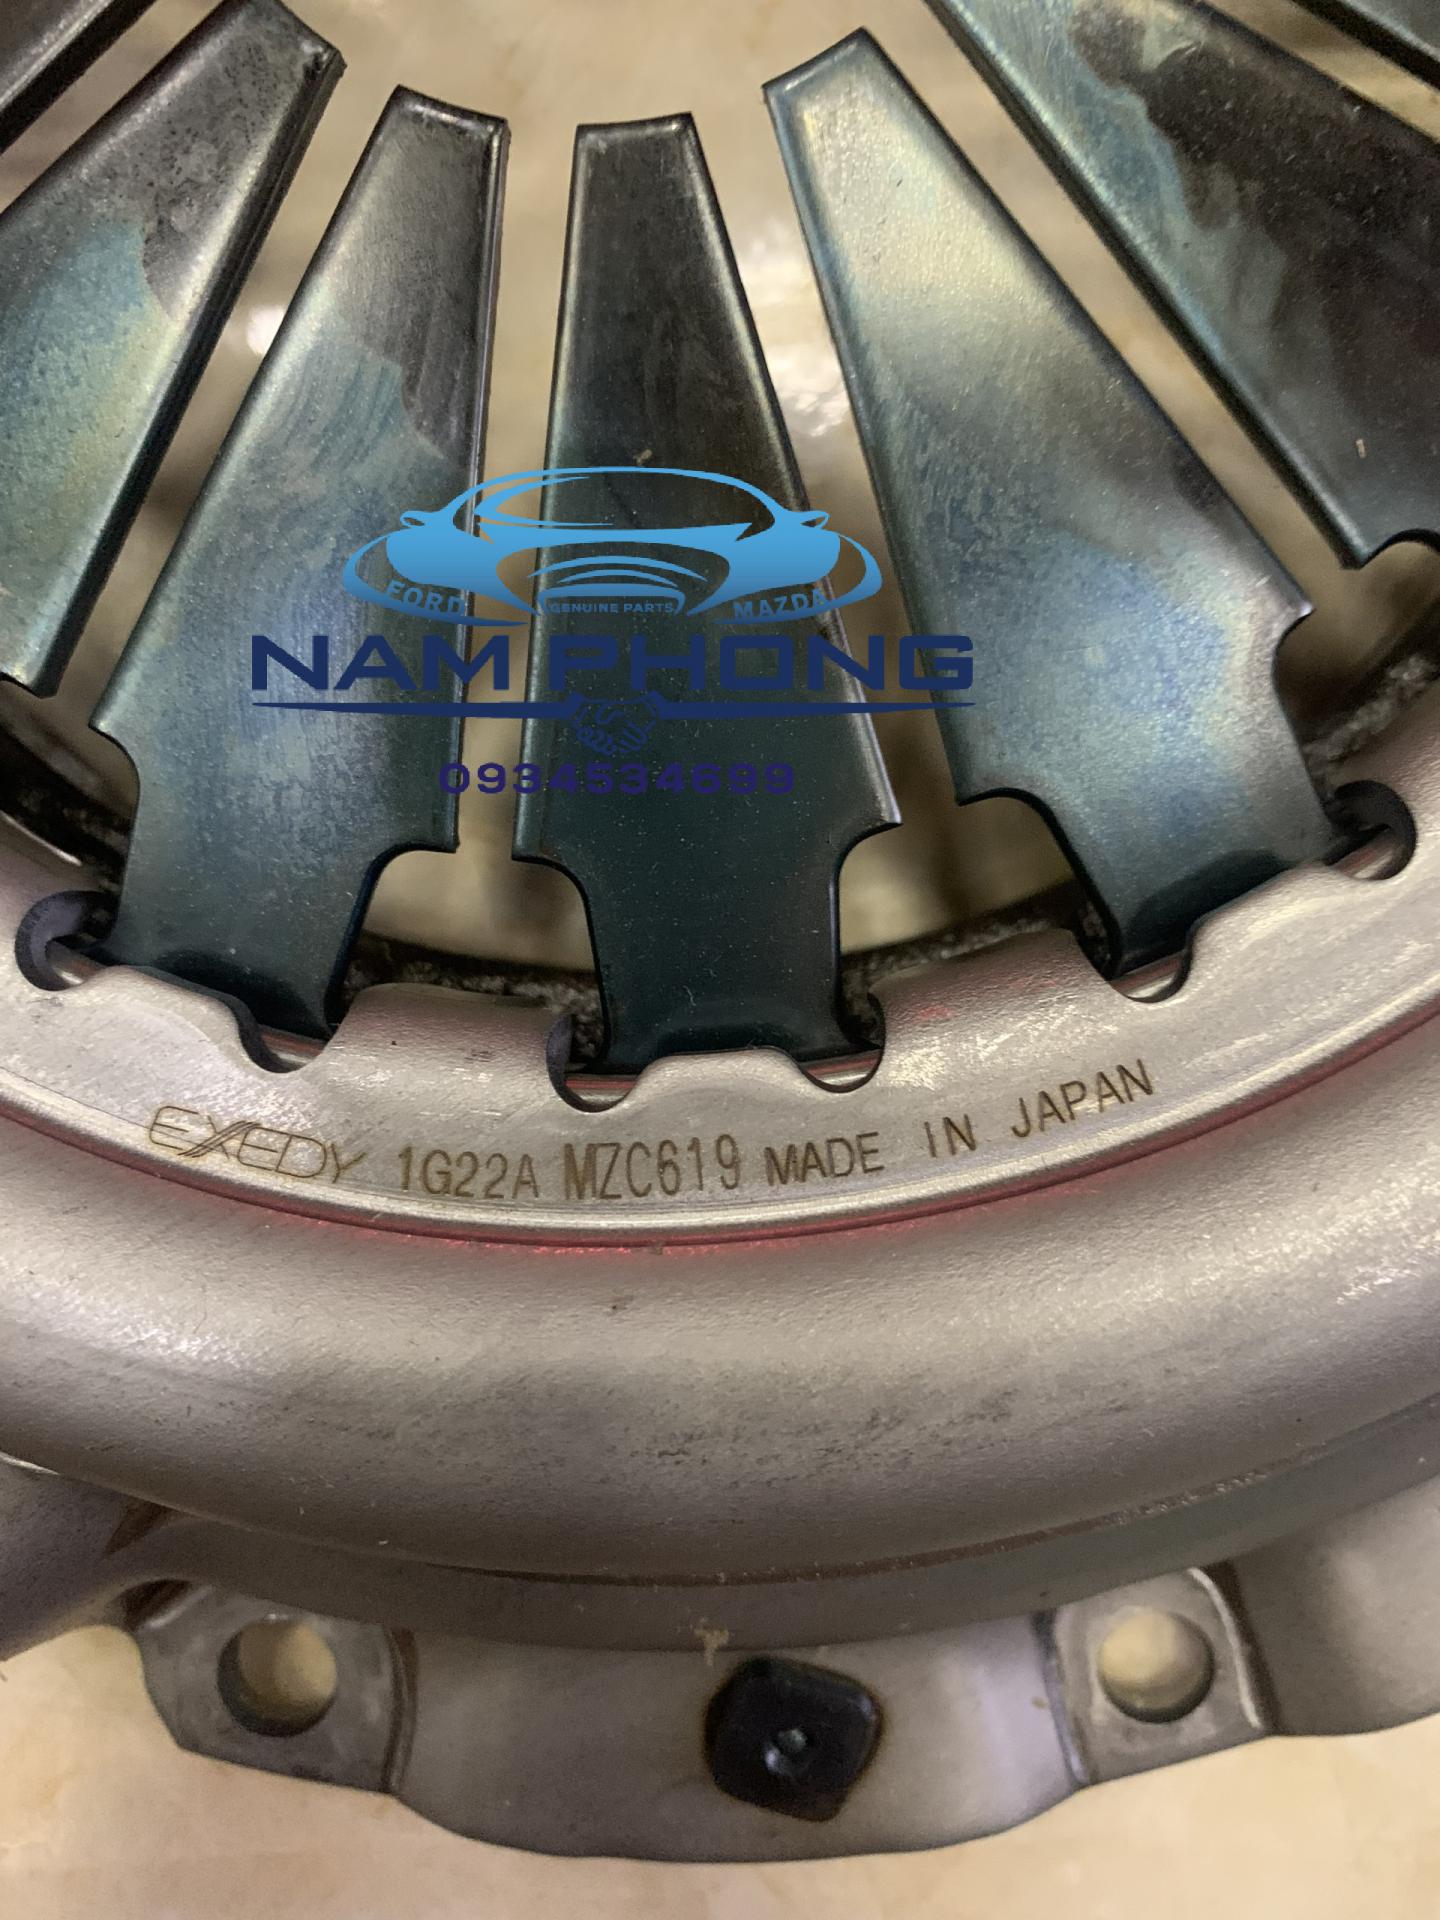 FORD GENUINE PARTS MAZDA
NAM PHONG
0934534699
EXEDY 1G22A MZC619 MADE IN JAPAN